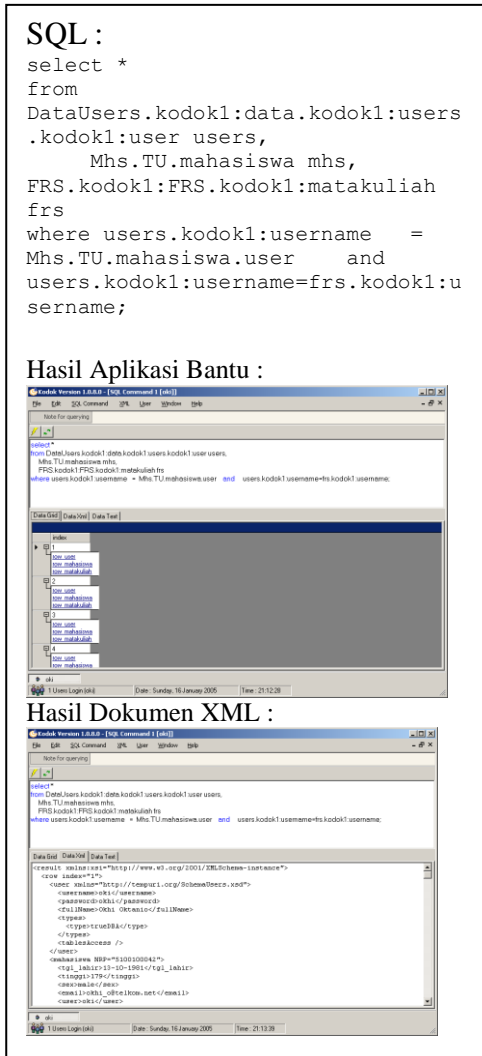 SQL :
select *
from
DataUsers.kodok1:data.kodok1:users
.kodok1:user users,
Mhs.TU.mahasiswa mhs,
FRS.kodok1:FRS.kodok1:matakuliah
frs
where users.kodok1:username =
Mhs.TU.mahasiswa.user and
users.kodok1:username=frs.kodok1:u
sername;
Hasil Aplikasi Bantu :
Kodok Version 1.0.0.0 - [SQL Command 1 [oki]]
File Edit SQL Command XML User Window Help
Note for querying
select *
from DataUsers.kodok1:data.kodok1:users.kodok1:user users,
Mhs.TU.mahasiswa mhs,
FRS.kodok1:FRS.kodok1:matakuliah frs
where users.kodok1:username = Mhs.TU.mahasiswa.user and users.kodok1:username=frs.kodok1:username;
Data Grid Data Xml Data Text
index
1
row_user
row_mahasiswa
row_matakuliah
2
row_user
row_mahasiswa
row_matakuliah
3
row_user
row_mahasiswa
row_matakuliah
4
row_user
row_mahasiswa
oki
1 Users Login (oki) Date : Sunday, 16 January 2005 Time : 21:12:28
Hasil Dokumen XML :
Kodok Version 1.0.0.0 - [SQL Command 1 [oki]]
File Edit SQL Command XML User Window Help
Note for querying
select *
from DataUsers.kodok1:data.kodok1:users.kodok1:user users,
Mhs.TU.mahasiswa mhs,
FRS.kodok1:FRS.kodok1:matakuliah frs
where users.kodok1:username = Mhs.TU.mahasiswa.user and users.kodok1:username=frs.kodok1:username;
Data Grid Data Xml Data Text
<result xmlns:xsi="http://www.w3.org/2001/XMLSchema-instance">
<row index="1">
<user xmlns="http://tempuri.org/SchemaUsers.xsd">
<username>oki</username>
<password>okhi</password>
<fullName>Okhi Oktanio</fullName>
<types>
<type>trueDBA</type>
</types>
<tablesAccess />
</user>
<mahasiswa NRP="5100100042">
<tgl_lahir>13-10-1981</tgl_lahir>
<tinggi>179</tinggi>
<sex>male</sex>
<email>okhi_o@telkom.net</email>
<user>oki</user>
oki
1 Users Login (oki) Date : Sunday, 16 January 2005 Time : 21:13:39